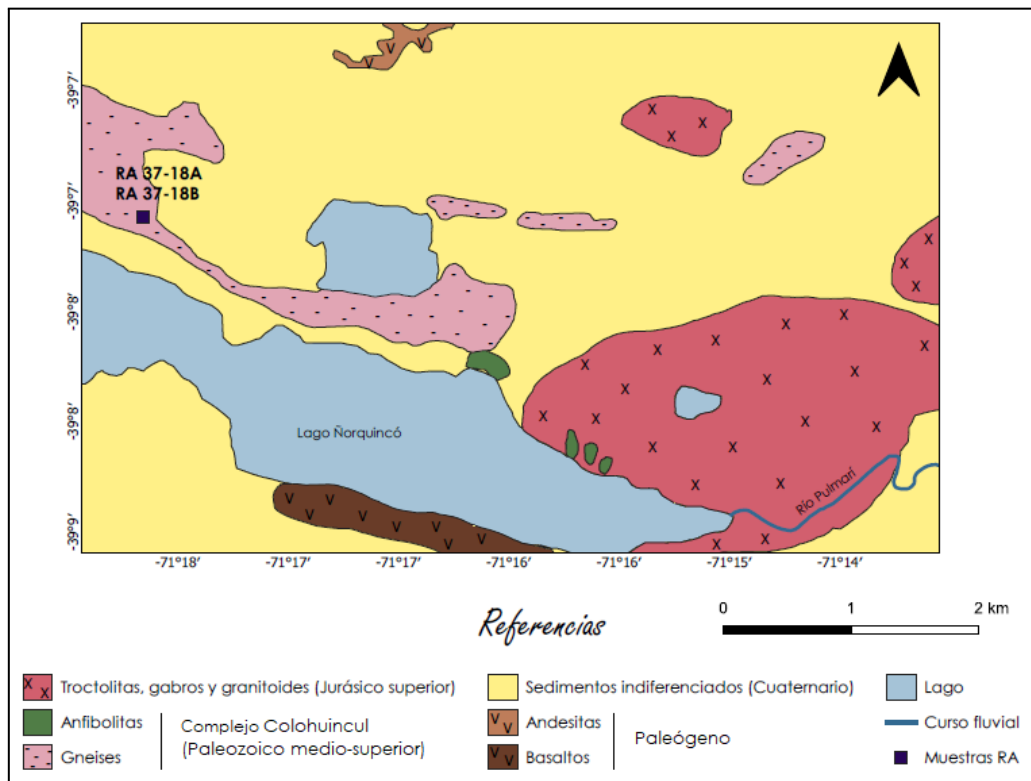 -39°7'
-39°7'
-39°8'
-39°8'
-39°9'
RA 37-18A
RA 37-18B
Lago Ñorquincó
Río Pulmarí
-71°18' -71°17' -71°17' -71°16' -71°16' -71°15' -71°14'
Referencias
0 1 2 km
Troctolitas, gabros y granitoides (Jurásico superior)
Anfibolitas
Gneises
Complejo Colohuincul
(Paleozoico medio-superior)
Sedimentos indiferenciados (Cuaternario)
Andesitas
Basaltos
Paleógeno
Lago
Curso fluvial
Muestras RA